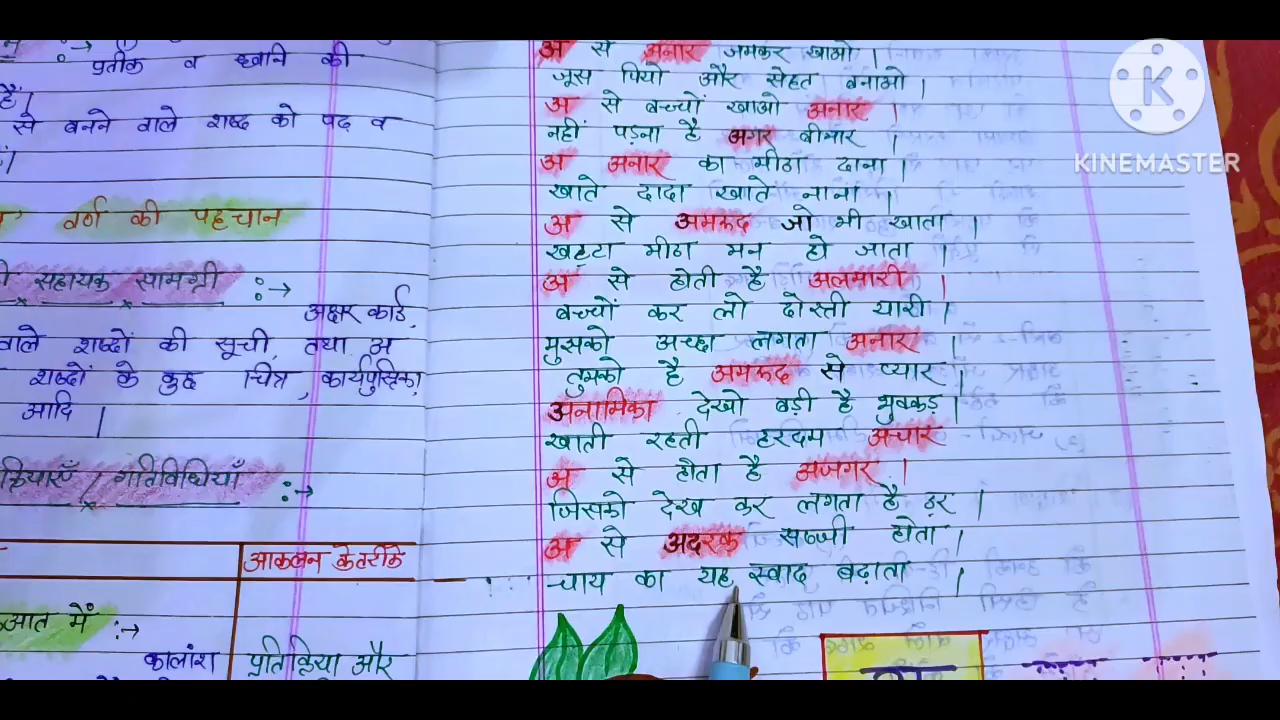 प्रतीक व ध्वनि की
हैं।
से बनने वाले शब्द को पद व
वर्ण की पहचान
सहायक सामग्री :→
अक्षर कार्ड,
वाले शब्दों की सूची, तथा अ
शब्दों के कुछ चित्र, कार्यपुस्तिका,
आदि |
क्रियाएँ / गतिविधियाँ :→
आकलन के तरीके
आत में :→
कालांश
प्रतिक्रिया और
अ से अनार जमकर खाओ |
जूस पियो और सेहत बनाओ |
अ से बच्चों खाओ अनार |
नहीं पड़ना है अगर बीमार |
अ अनार का मीठा दाना |
खाते दादा खाते नाना |
अ से अमरूद जो भी खाता |
खट्टा मीठा मन हो जाता |
अ से होती है अलमारी |
बच्चों कर लो दोस्ती यारी |
मुझको अच्छा लगता अनार |
तुमको है अमरूद से प्यार |
अनामिका देखो बड़ी है भुक्कड़ |
खाती रहती हरदम अचार
अ से होता है अजगर |
जिसको देख कर लगता है डर |
अ से अदरक सब्जी होता |
चाय का यह स्वाद बढ़ाता |
K
KINEMASTER